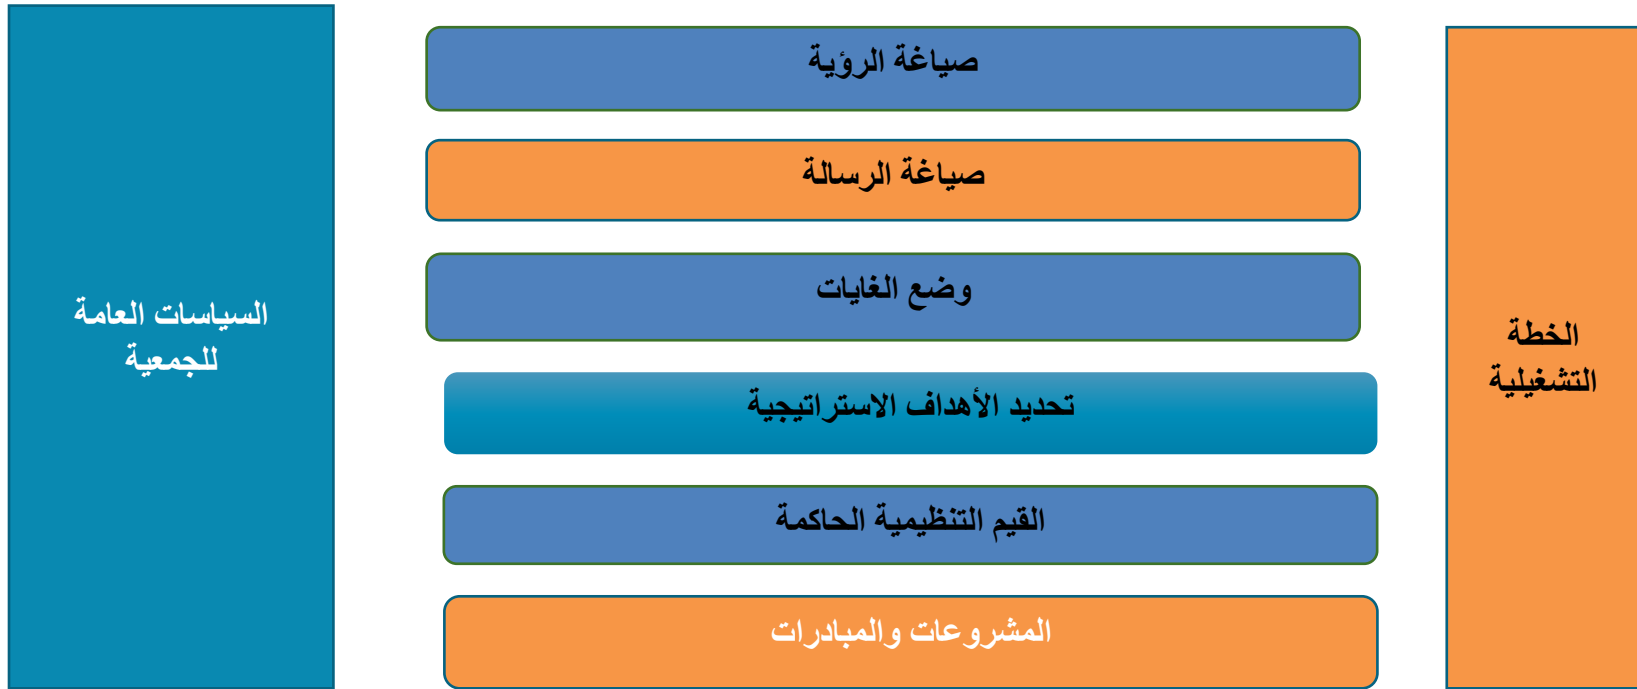 الخطة
التشغيلية
صياغة الرؤية
صياغة الرسالة
وضع الغايات
تحديد الأهداف الاستراتيجية
القيم التنظيمية الحاكمة
المشروعات والمبادرات
السياسات العامة
للجمعية